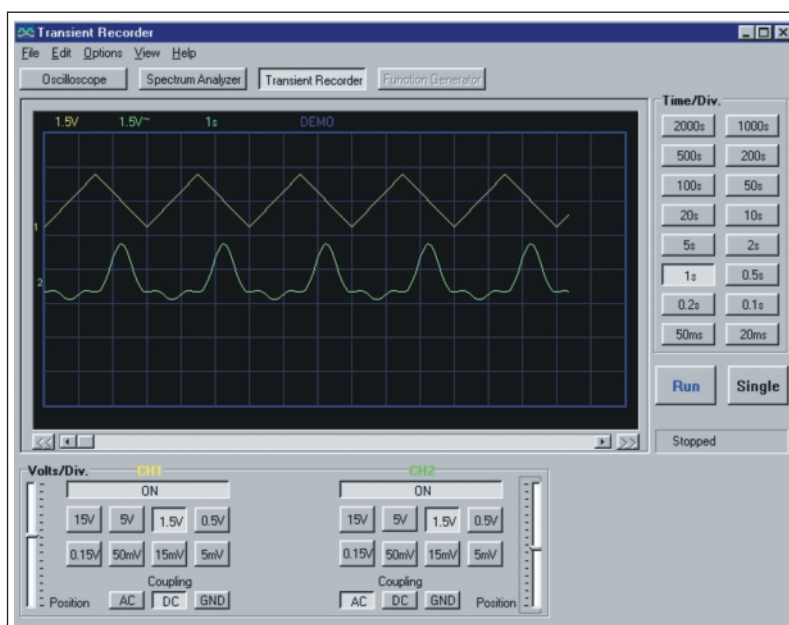 Transient Recorder
File Edit Options View Help
Oscilloscope Spectrum Analyzer Transient Recorder Function Generator
1.5V 1.5V~ 1s DEMO
1
2
Time/Div.
2000s 1000s
500s 200s
100s 50s
20s 10s
5s 2s
1s 0.5s
0.2s 0.1s
50ms 20ms
Run Single
Stopped
<< >>
Volts/Div. CH1 CH2
ON ON
15V 5V 1.5V 0.5V 15V 5V 1.5V 0.5V
0.15V 50mV 15mV 5mV 0.15V 50mV 15mV 5mV
Coupling Coupling
Position AC DC GND AC DC GND Position